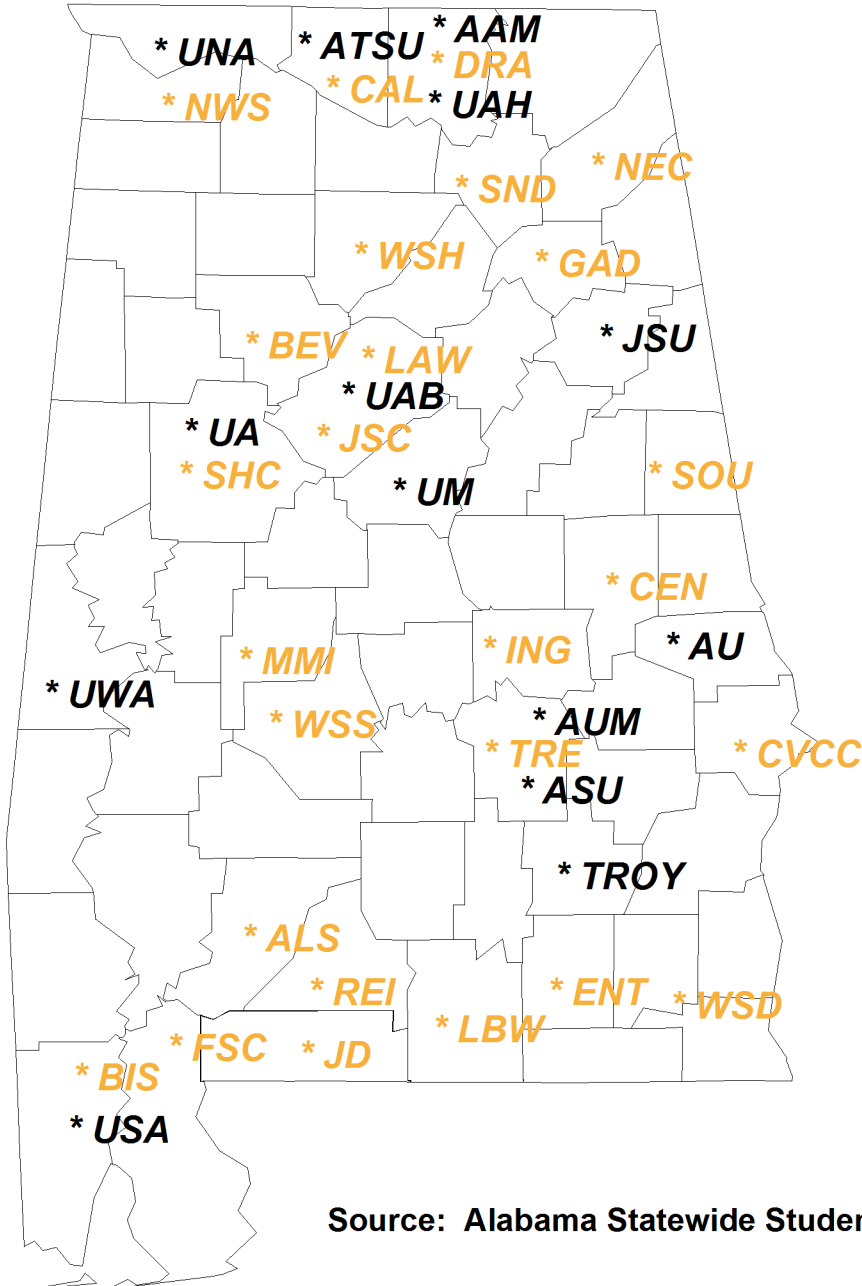 * AAM
* UNA
* ATSU
* DRA
* CAL
* UAH
* NWS
* NEC
* SND
* WSH
* GAD
* JSU
* BEV
* LAW
* UAB
* UA
* JSC
* SHC
* SOU
* UM
* CEN
* AU
* ING
* MMI
* UWA
* AUM
* WSS
* TRE
* CVCC
* ASU
* TROY
* ALS
* REI
* ENT
* WSD
* LBW
* FSC
* JD
* BIS
* USA
Source: Alabama Statewide Studen